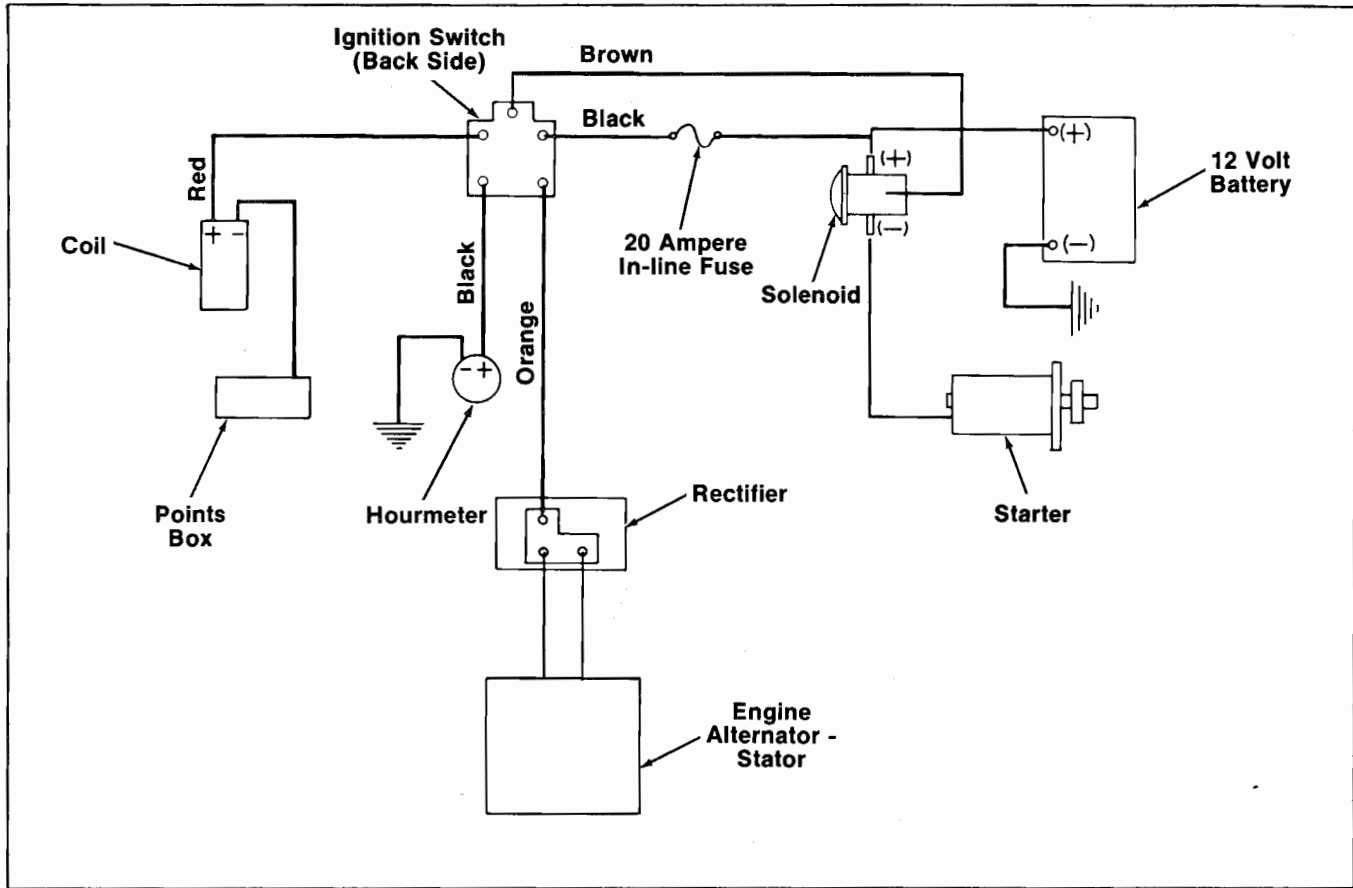 Ignition Switch
(Back Side)
Brown
Black
Red
(+)
(+)
12 Volt
Battery
+ -
Coil
Black
20 Ampere
In-line Fuse
(-)
Solenoid
(-)
Orange
- +
Points
Box
Hourmeter
Rectifier
Starter
Engine
Alternator -
Stator